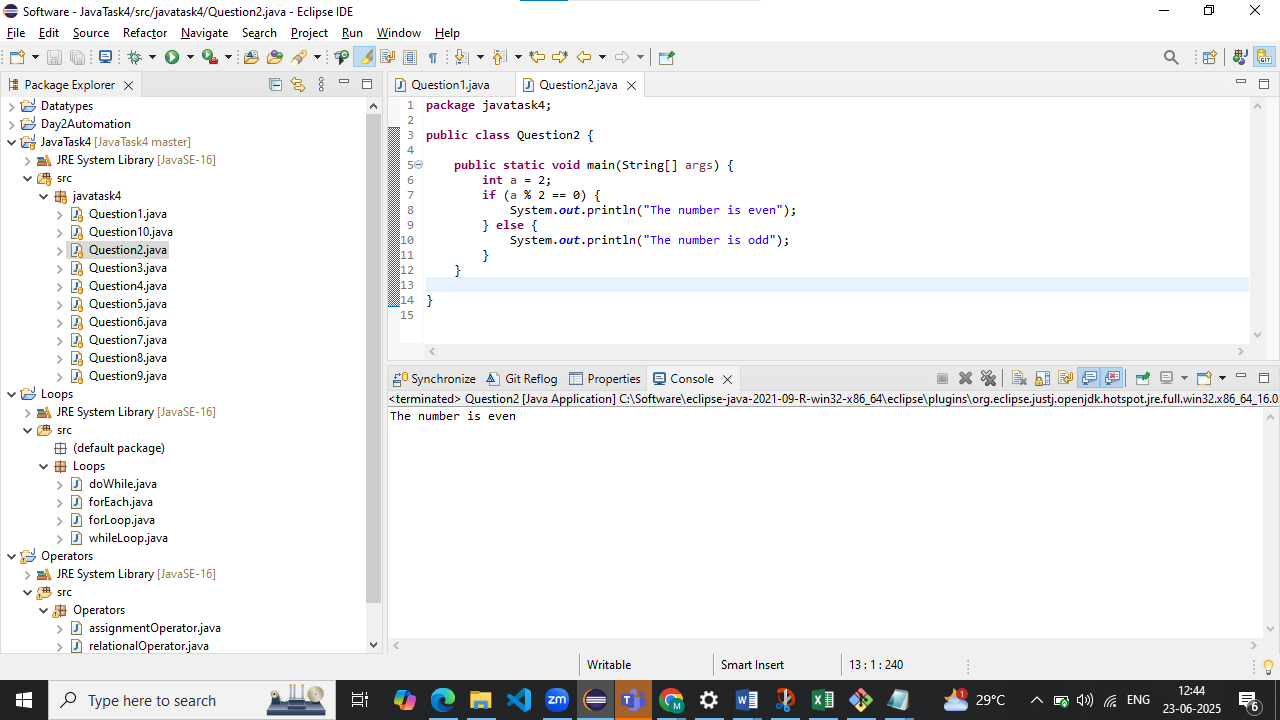 Software - JavaTask4/src/javatask4/Question2.java - Eclipse IDE
File Edit Source Refactor Navigate Search Project Run Window Help
Package Explorer
Datatypes
Day2Automation
JavaTask4 [JavaTask4 master]
JRE System Library [JavaSE-16]
src
javatask4
Question1.java
Question10.java
Question2.java
Question3.java
Question4.java
Question5.java
Question6.java
Question7.java
Question8.java
Question9.java
Loops
JRE System Library [JavaSE-16]
src
(default package)
Loops
doWhile.java
forEach.java
forLoop.java
whileLoop.java
Operators
JRE System Library [JavaSE-16]
src
Operators
assignmentOperator.java
relationalOperator.java
Question1.java Question2.java
1 package javatask4;
2
3 public class Question2 {
4
5 public static void main(String[] args) {
6 int a = 2;
7 if (a % 2 == 0) {
8 System.out.println("The number is even");
9 } else {
10 System.out.println("The number is odd");
11 }
12 }
13
14 }
15
Synchronize Git Reflog Properties Console
<terminated> Question2 [Java Application] C:\Software\eclipse-java-2021-09-R-win32-x86_64\eclipse\plugins\org.eclipse.justj.openjdk.hotspot.jre.full.win32.x86_64_16.0
The number is even
Writable Smart Insert 13 : 1 : 240
Type here to search
1 29°C ENG 12:44
23-06-2025 6